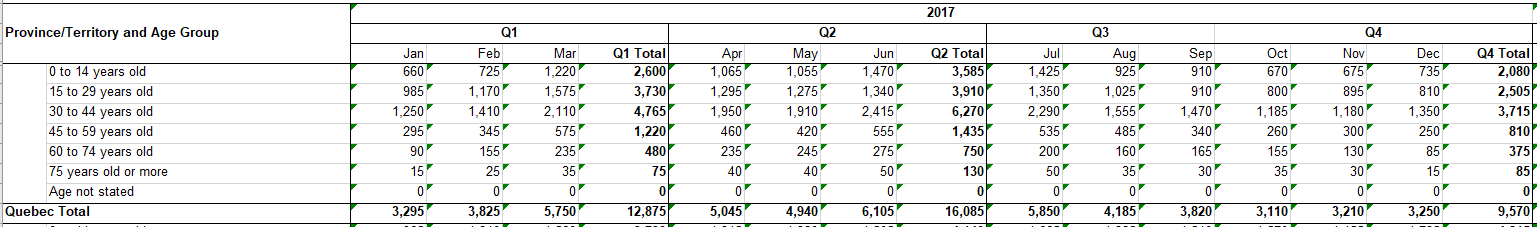 2017
Province/Territory and Age Group Q1 Q2 Q3 Q4
Jan Feb Mar Q1 Total Apr May Jun Q2 Total Jul Aug Sep Oct Nov Dec Q4 Total
0 to 14 years old 660 725 1,220 2,600 1,065 1,055 1,470 3,585 1,425 925 910 670 675 735 2,080
15 to 29 years old 985 1,170 1,575 3,730 1,295 1,275 1,340 3,910 1,350 1,025 910 800 895 810 2,505
30 to 44 years old 1,250 1,410 2,110 4,765 1,950 1,910 2,415 6,270 2,290 1,555 1,470 1,185 1,180 1,350 3,715
45 to 59 years old 295 345 575 1,220 460 420 555 1,435 535 485 340 260 300 250 810
60 to 74 years old 90 155 235 480 235 245 275 750 200 160 165 155 130 85 375
75 years old or more 15 25 35 75 40 40 50 130 50 35 30 35 30 15 85
Age not stated 0 0 0 0 0 0 0 0 0 0 0 0 0 0 0
Quebec Total 3,295 3,825 5,750 12,875 5,045 4,940 6,105 16,085 5,850 4,185 3,820 3,110 3,210 3,250 9,570